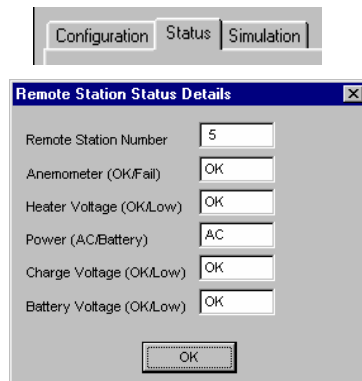 Configuration Status Simulation
Remote Station Status Details
Remote Station Number 5
Anemometer (OK/Fail) OK
Heater Voltage (OK/Low) OK
Power (AC/Battery) AC
Charge Voltage (OK/Low) OK
Battery Voltage (OK/Low) OK
OK